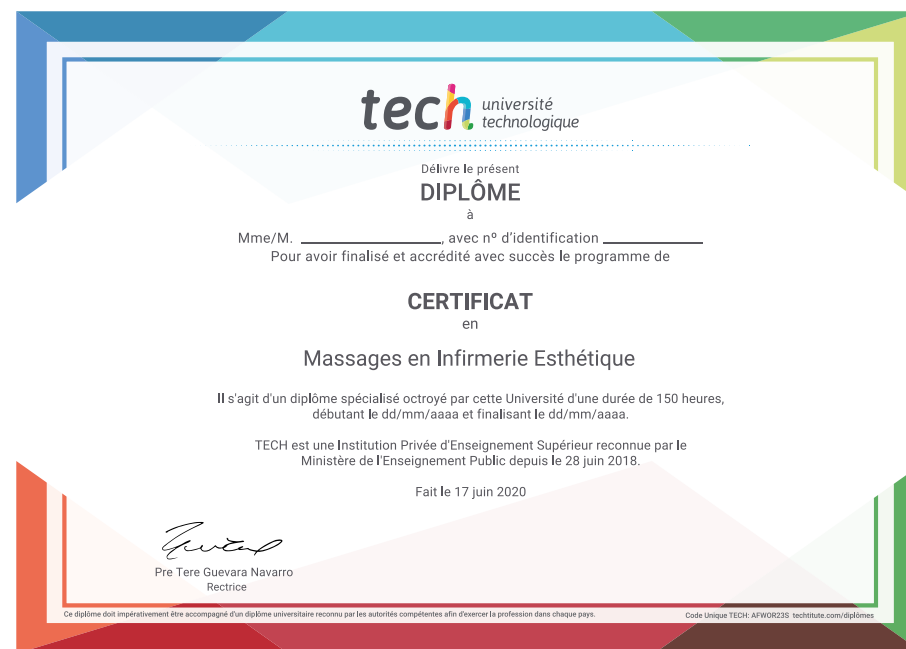 tech université
technologique
Délivre le présent
DIPLÔME
à
Mme/M. ____________________, avec nº d'identification ______________
Pour avoir finalisé et accrédité avec succès le programme de
CERTIFICAT
en
Massages en Infirmerie Esthétique
Il s'agit d'un diplôme spécialisé octroyé par cette Université d'une durée de 150 heures,
débutant le dd/mm/aaaa et finalisant le dd/mm/aaaa.
TECH est une Institution Privée d'Enseignement Supérieur reconnue par le
Ministère de l'Enseignement Public depuis le 28 juin 2018.
Fait le 17 juin 2020
Pre Tere Guevara Navarro
Rectrice
Ce diplôme doit impérativement être accompagné d'un diplôme universitaire reconnu par les autorités compétentes afin d'exercer la profession dans chaque pays.
Code Unique TECH: AFWOR23S techtitute.com/diplômes